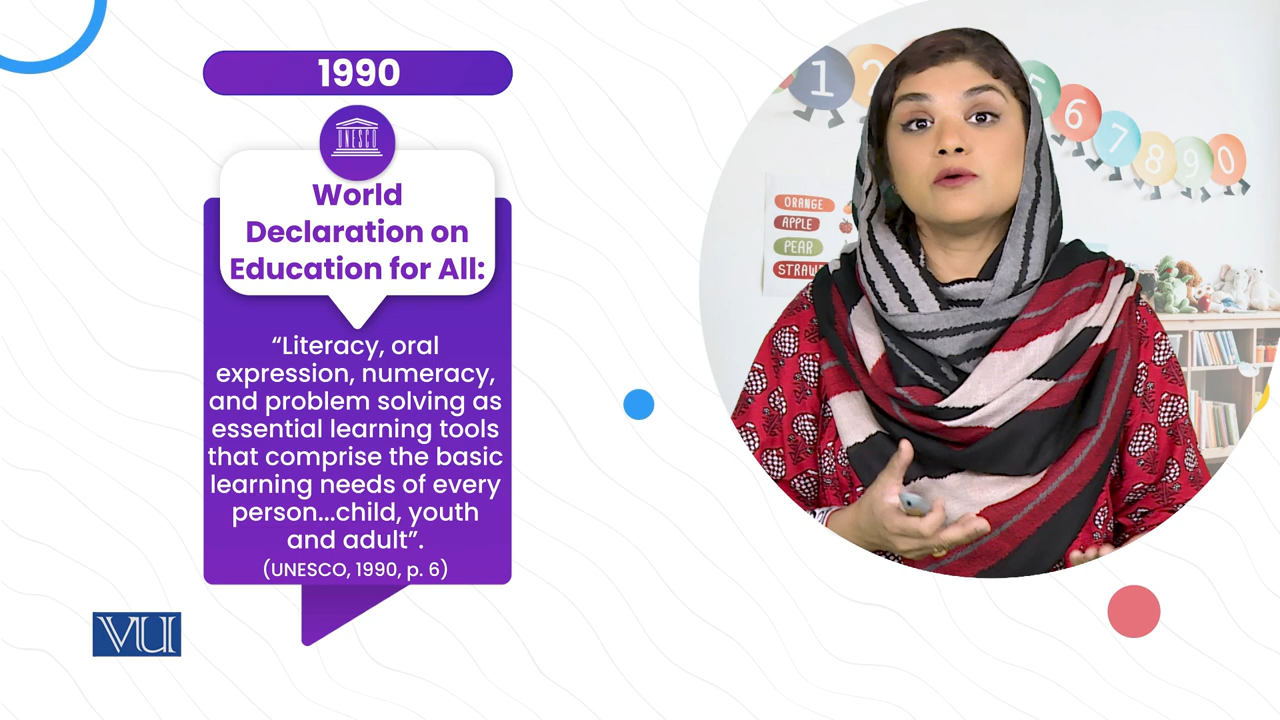 1990
UNESCO
World
Declaration on
Education for All:
“Literacy, oral
expression, numeracy,
and problem solving as
essential learning tools
that comprise the basic
learning needs of every
person...child, youth
and adult”.
(UNESCO, 1990, p. 6)
VU
1 2 5 6 7 8 9 0
ORANGE
APPLE
PEAR
STRAW